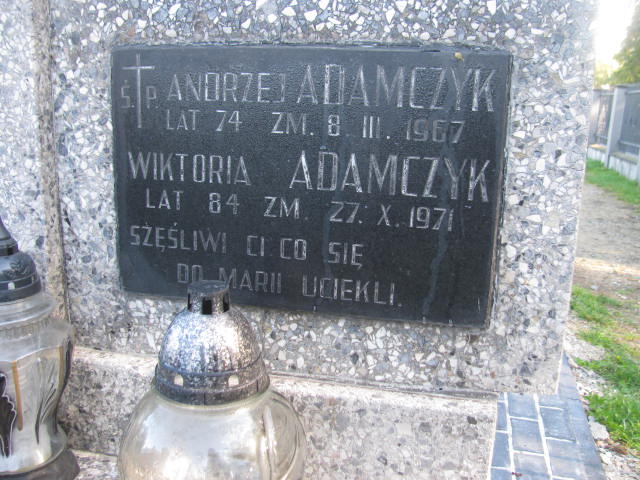 Ś.†P. ANDRZEJ ADAMCZYK
LAT 74 ZM. 8. III. 1967
WIKTORIA ADAMCZYK
LAT 84 ZM. 27. X. 1971
SZĘŚLIWI CI CO SIĘ
DO MARII UCIEKLI.